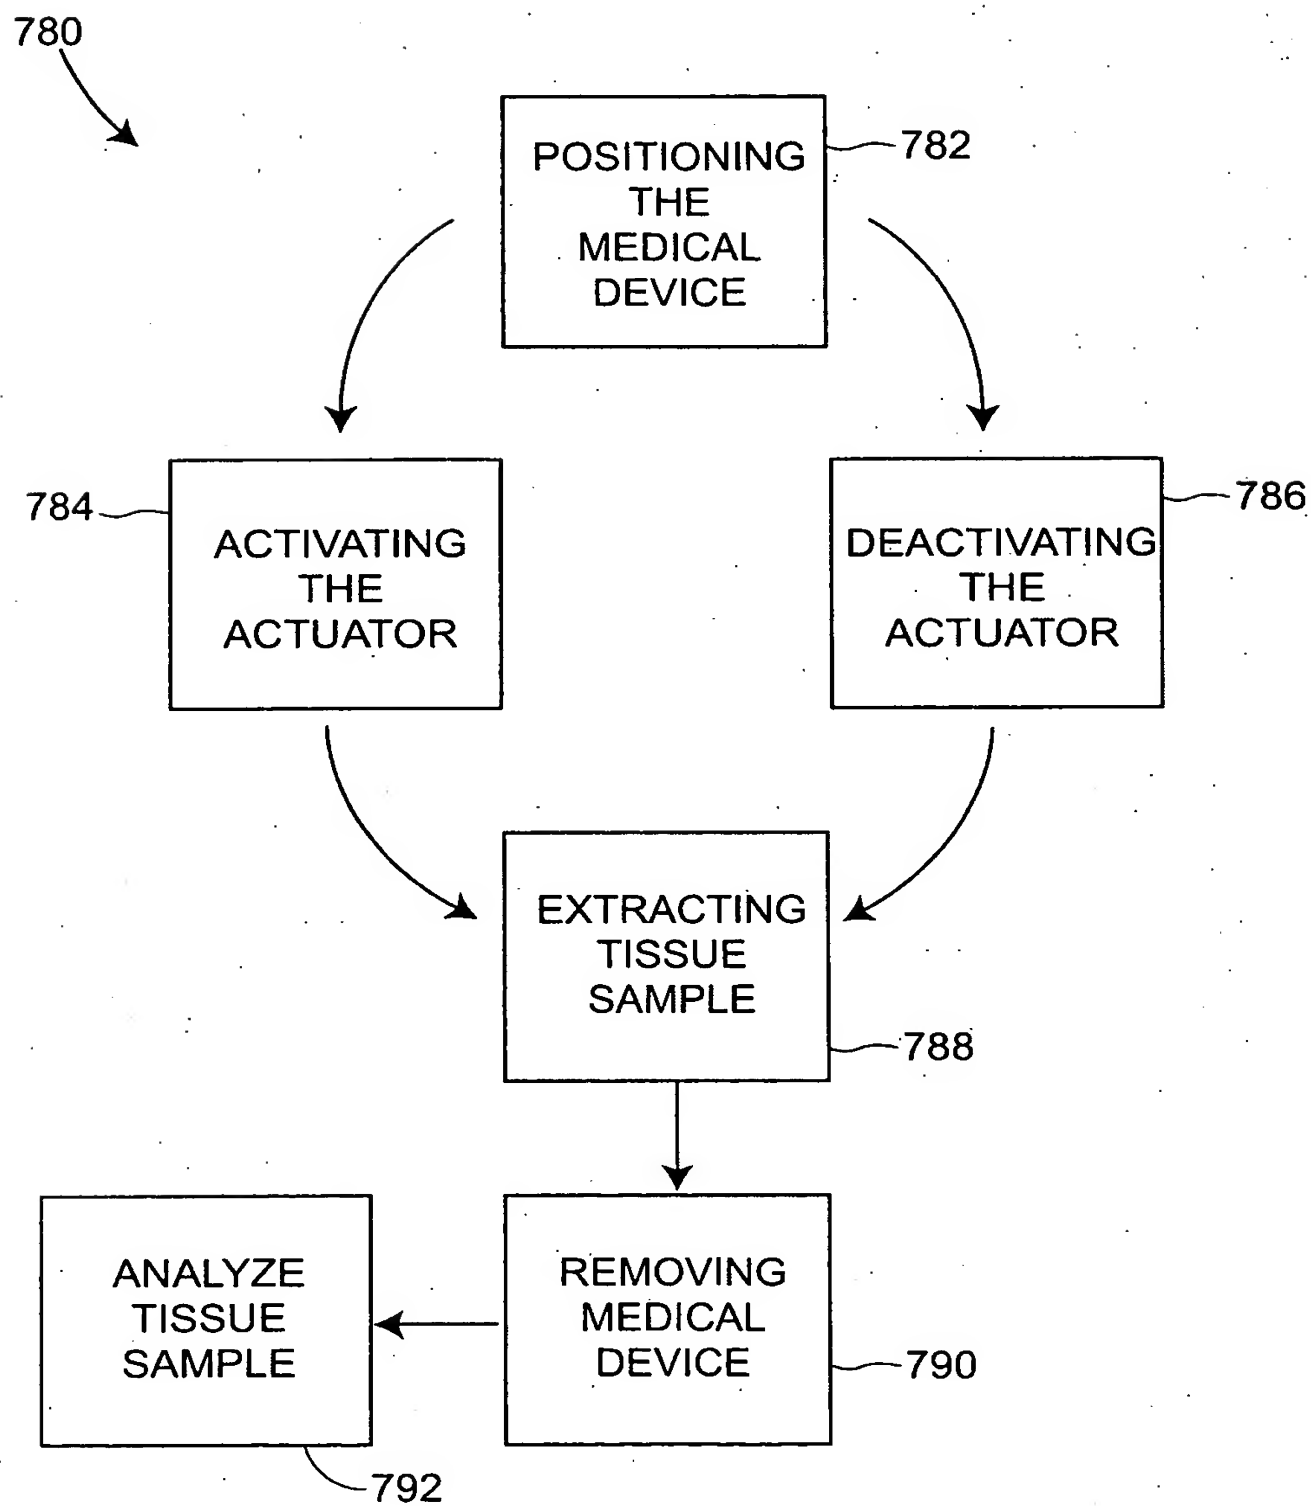 780
POSITIONING
THE
MEDICAL
DEVICE
782
784
ACTIVATING
THE
ACTUATOR
DEACTIVATING
THE
ACTUATOR
786
EXTRACTING
TISSUE
SAMPLE
788
ANALYZE
TISSUE
SAMPLE
792
REMOVING
MEDICAL
DEVICE
790